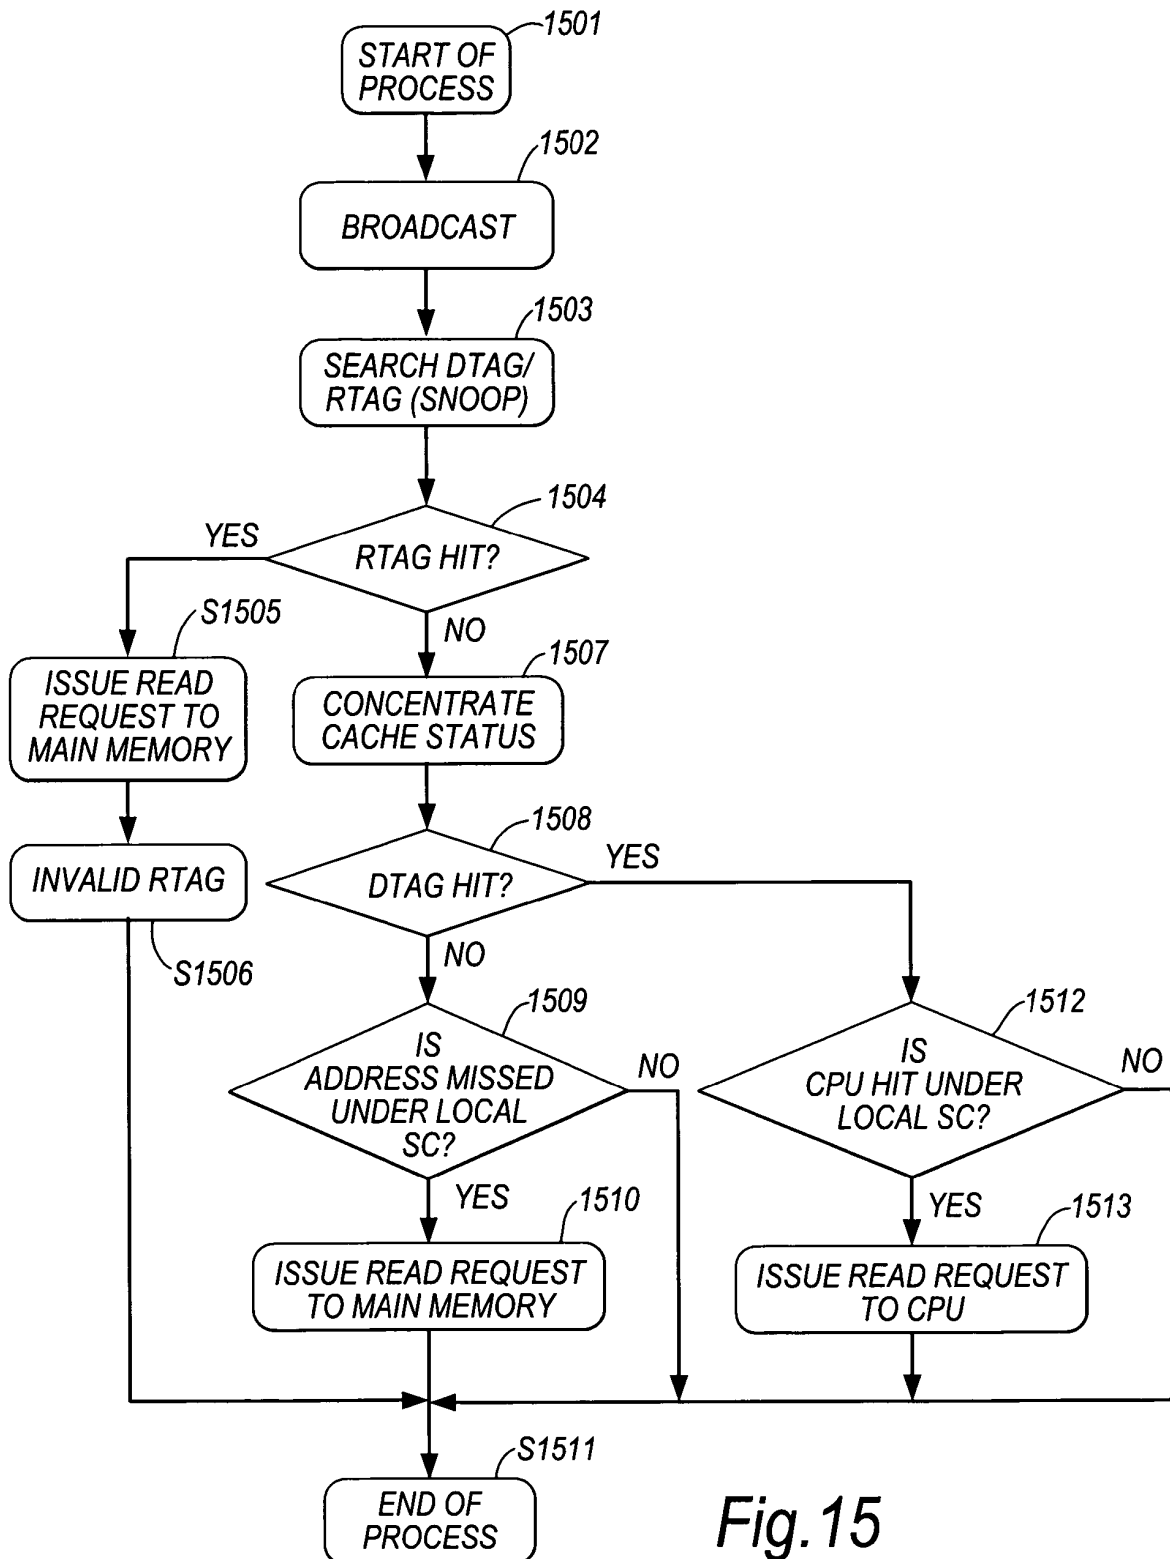 1501
START OF
PROCESS
1502
BROADCAST
1503
SEARCH DTAG/
RTAG (SNOOP)
1504
YES
RTAG HIT?
S1505
NO
1507
ISSUE READ
REQUEST TO
MAIN MEMORY
CONCENTRATE
CACHE STATUS
1508
YES
INVALID RTAG
DTAG HIT?
S1506
NO
1509
1512
IS
ADDRESS MISSED
UNDER LOCAL
SC?
NO
IS
CPU HIT UNDER
LOCAL SC?
NO
YES
1510
YES
1513
ISSUE READ REQUEST
TO MAIN MEMORY
ISSUE READ REQUEST
TO CPU
S1511
END OF
PROCESS
Fig.15